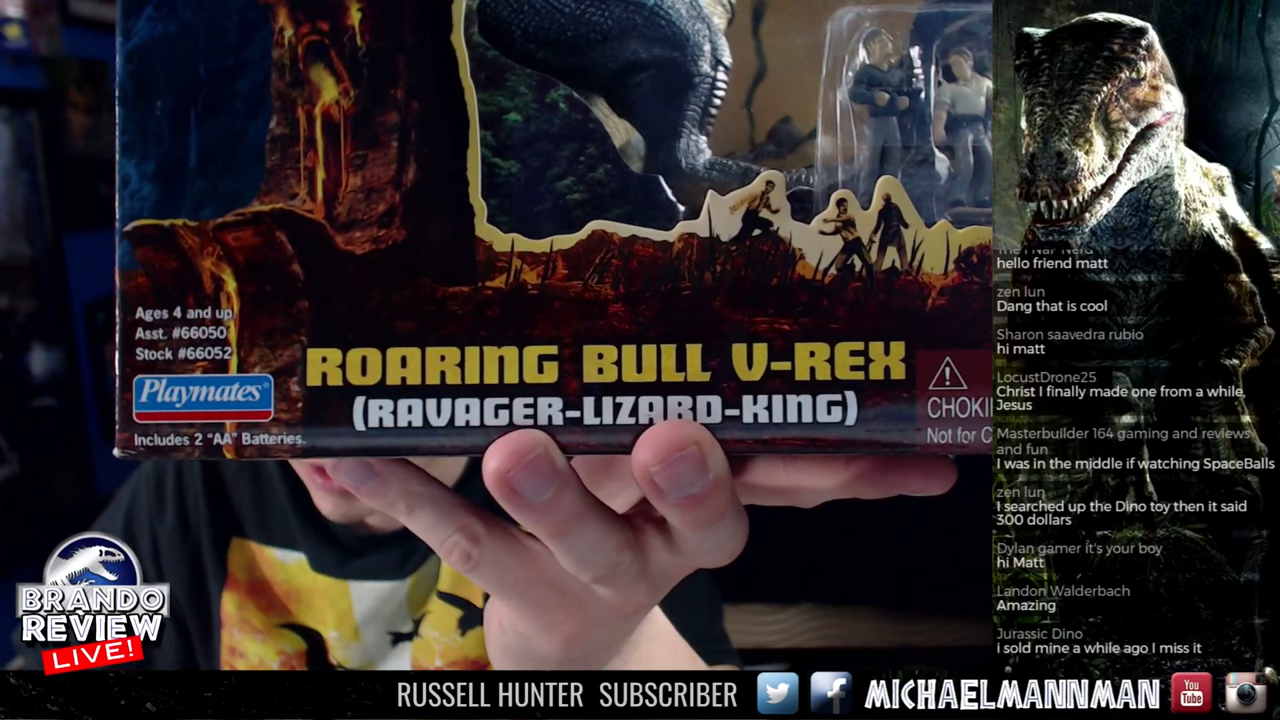 Ages 4 and up.
Asst. #66050
Stock #66052
Playmates®
Includes 2 "AA" Batteries.
ROARING BULL V-REX
(RAVAGER-LIZARD-KING)
CHOKI
Not for C
hello friend matt
zen lun
Dang that is cool
Sharon saavedra rubio
hi matt
LocustDrone25
Christ I finally made one from a while,
Jesus
Masterbuilder 164 gaming and reviews
and fun
I was in the middle if watching SpaceBalls
zen lun
I searched up the Dino toy then it said
300 dollars
Dylan gamer it's your boy
hi Matt
Landon Walderbach
Amazing
Jurassic Dino
i sold mine a while ago I miss it
BRANDO
REVIEW
LIVE!
RUSSELL HUNTER SUBSCRIBER
MICHAELMANNMAN
You
Tube